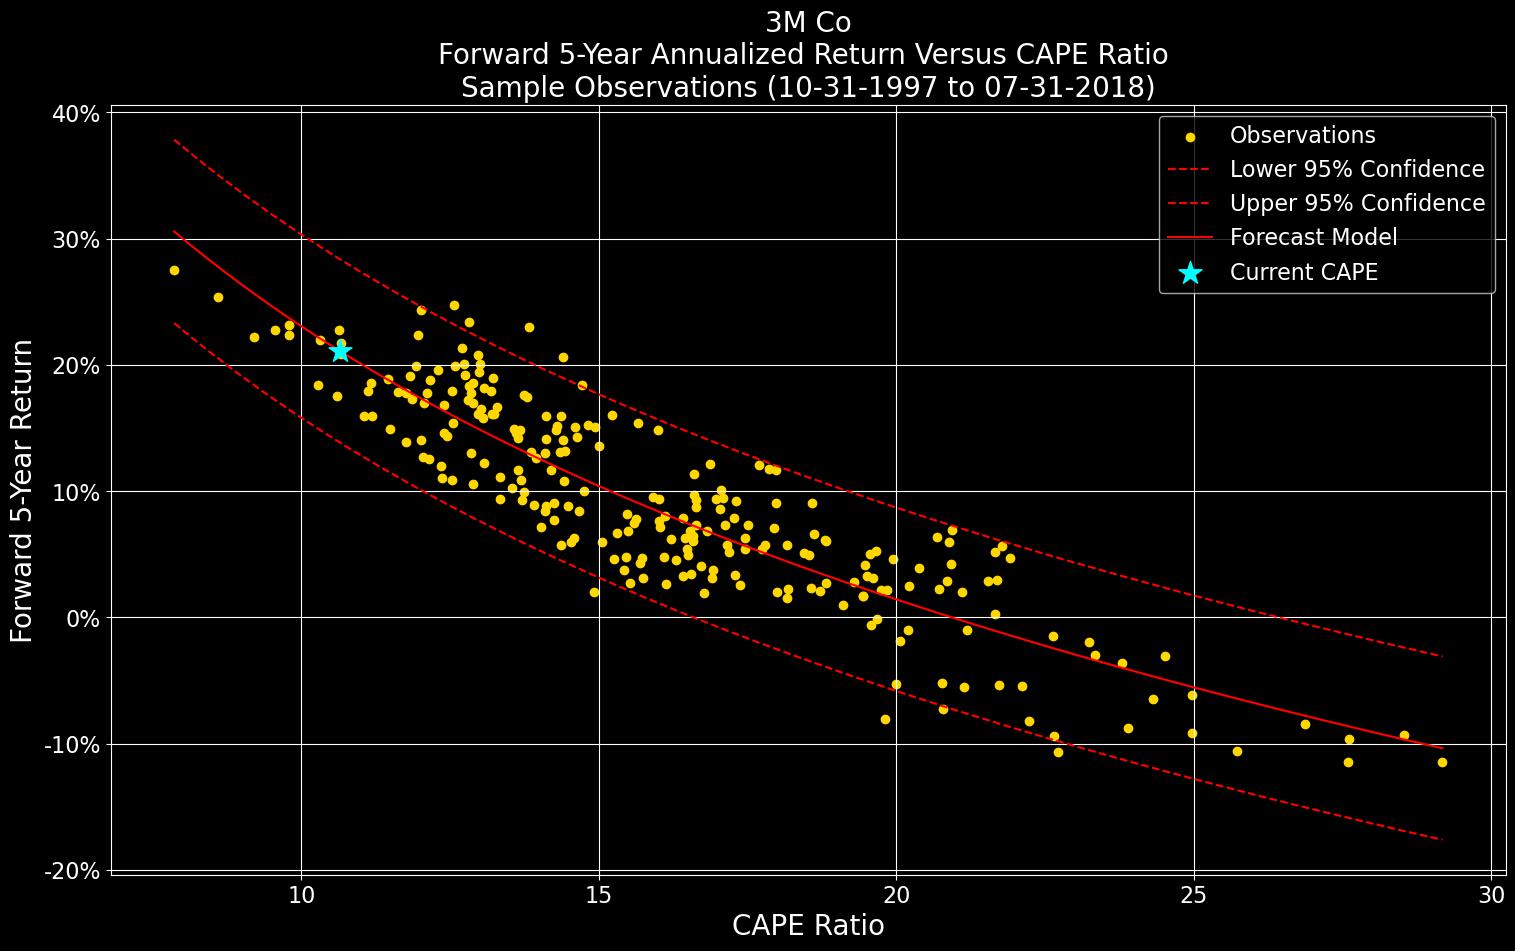 3M Co
Forward 5-Year Annualized Return Versus CAPE Ratio
Sample Observations (10-31-1997 to 07-31-2018)
Forward 5-Year Return
40%
30%
20%
10%
0%
-10%
-20%
Observations
Lower 95% Confidence
Upper 95% Confidence
Forecast Model
Current CAPE
10 15 20 25 30
CAPE Ratio